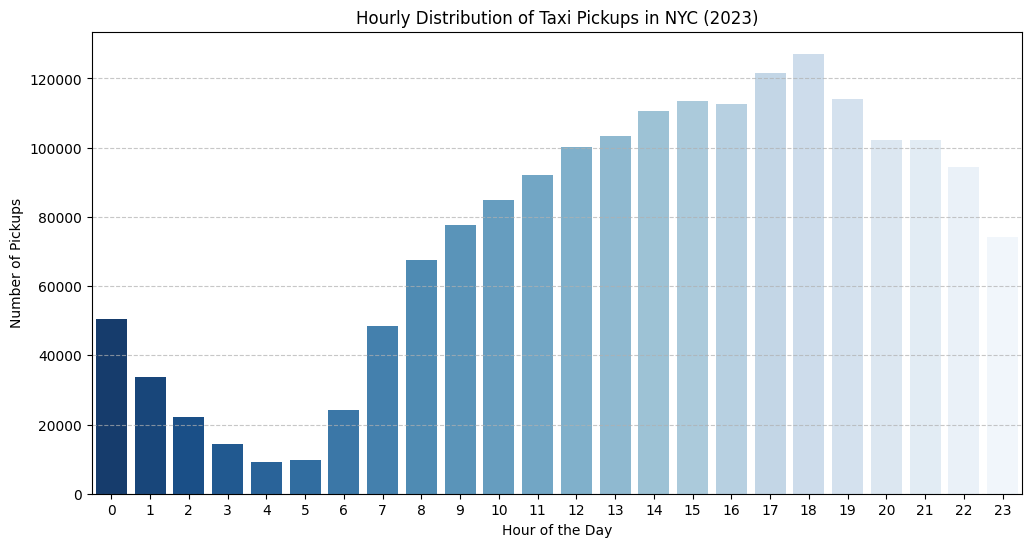 Hourly Distribution of Taxi Pickups in NYC (2023)
120000
100000
80000
60000
40000
20000
0
Number of Pickups
0 1 2 3 4 5 6 7 8 9 10 11 12 13 14 15 16 17 18 19 20 21 22 23
Hour of the Day